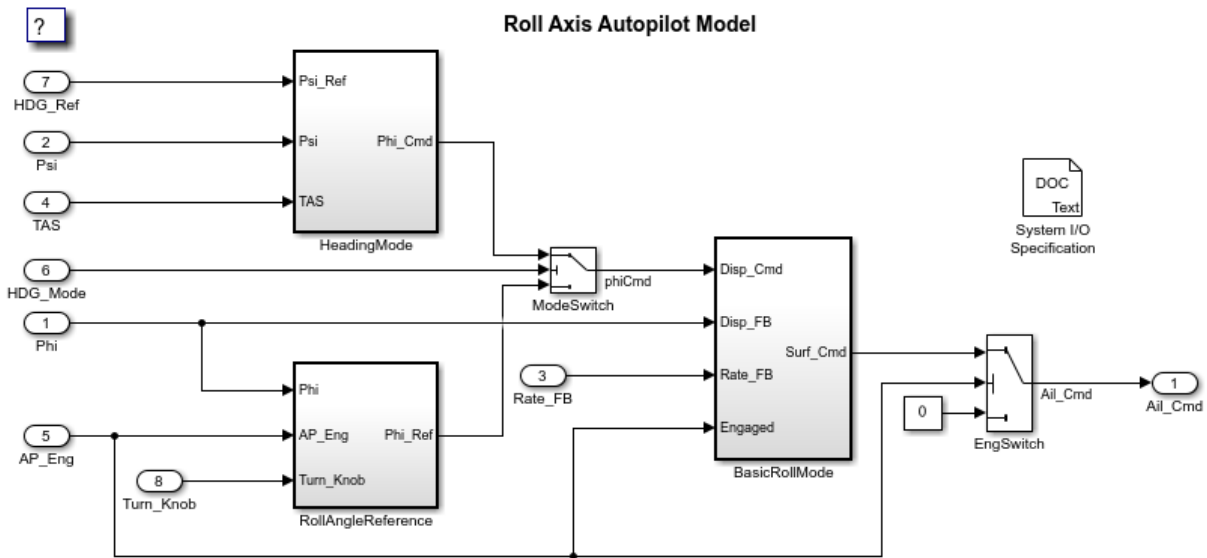 ?
Roll Axis Autopilot Model
7
HDG_Ref
2
Psi
4
TAS
Psi_Ref
Psi
TAS
Phi_Cmd
HeadingMode
DOC
Text
System I/O
Specification
6
HDG_Mode
1
Phi
ModeSwitch
phiCmd
Disp_Cmd
Disp_FB
Rate_FB
Engaged
Surf_Cmd
BasicRollMode
3
Rate_FB
5
AP_Eng
8
Turn_Knob
Phi
AP_Eng
Turn_Knob
Phi_Ref
RollAngleReference
0
EngSwitch
Ail_Cmd
1
Ail_Cmd